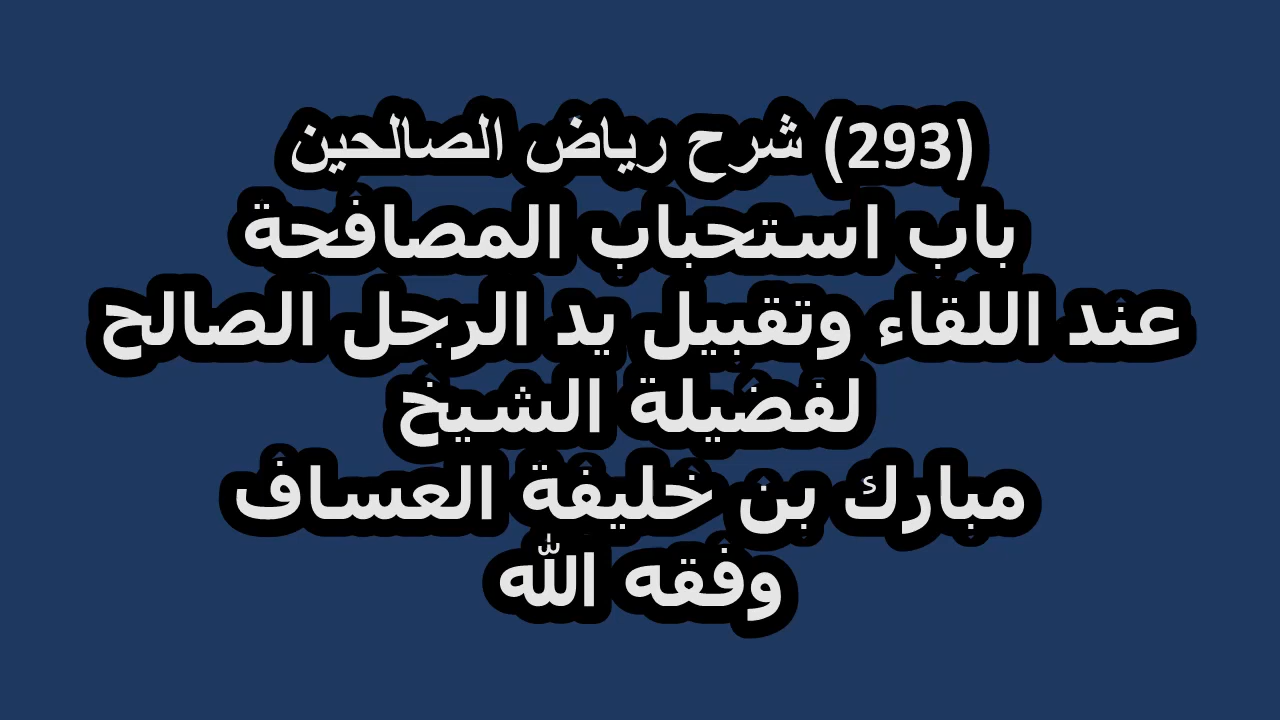 (293) شرح رياض الصالحين
باب استحباب المصافحة
عند اللقاء وتقبيل يد الرجل الصالح
لفضيلة الشيخ
مبارك بن خليفة العساف
وفقه الله